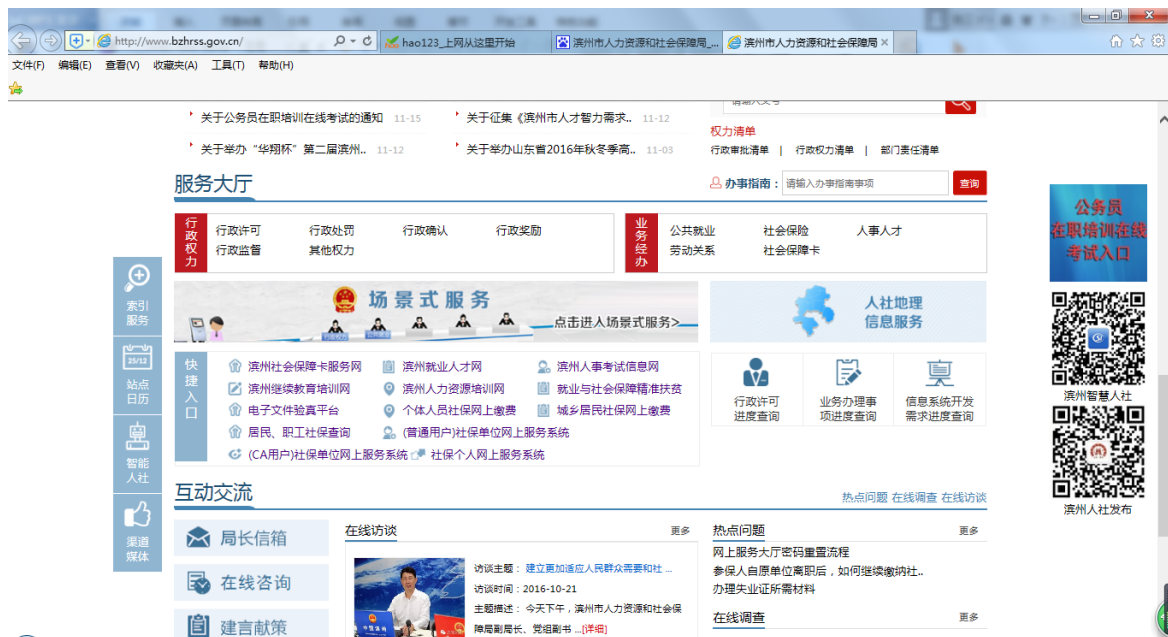 http://www.bzhrss.gov.cn/
hao123_上网从这里开始
滨州市人力资源和社会保障局_...
滨州市人力资源和社会保障局
文件(F) 编辑(E) 查看(V) 收藏夹(A) 工具(T) 帮助(H)
关于公务员在职培训在线考试的通知 11-15
关于征集《滨州市人才智力需求.. 11-12
权力清单
关于举办“华翔杯”第二届滨州.. 11-12
关于举办山东省2016年秋冬季高.. 11-03
行政审批清单 | 行政权力清单 | 部门责任清单
服务大厅
办事指南：
请输入办事指南事项
查询
行政权力
行政许可 行政处罚 行政确认 行政奖励
行政监督 其他权力
业务经办
公共就业 社会保险 人事人才
劳动关系 社会保障卡
场景式服务
点击进入场景式服务>
人社地理
信息服务
快捷入口
滨州社会保障卡服务网 滨州就业人才网 滨州人事考试信息网
滨州继续教育培训网 滨州人力资源培训网 就业与社会保障精准扶贫
电子文件验真平台 个体人员社保网上缴费 城乡居民社保网上缴费
居民、职工社保查询 (普通用户)社保单位网上服务系统
(CA用户)社保单位网上服务系统 社保个人网上服务系统
行政许可
进度查询
业务办理事
项进度查询
信息系统开发
需求进度查询
互动交流
热点问题 在线调查 在线访谈
局长信箱
在线咨询
建言献策
在线访谈
更多
访谈主题： 建立更加适应人民群众需要和社 ...
访谈时间：2016-10-21
主题描述： 今天下午，滨州市人力资源和社会保
障局副局长、党组副书 ...[详细]
热点问题
更多
网上服务大厅密码重置流程
参保人自原单位离职后，如何继续缴纳社..
办理失业证所需材料
在线调查
更多
索引
服务
25/12
站点
日历
智能
人社
渠道
媒体
公务员
在职培训在线
考试入口
滨州智慧人社
滨州人社发布